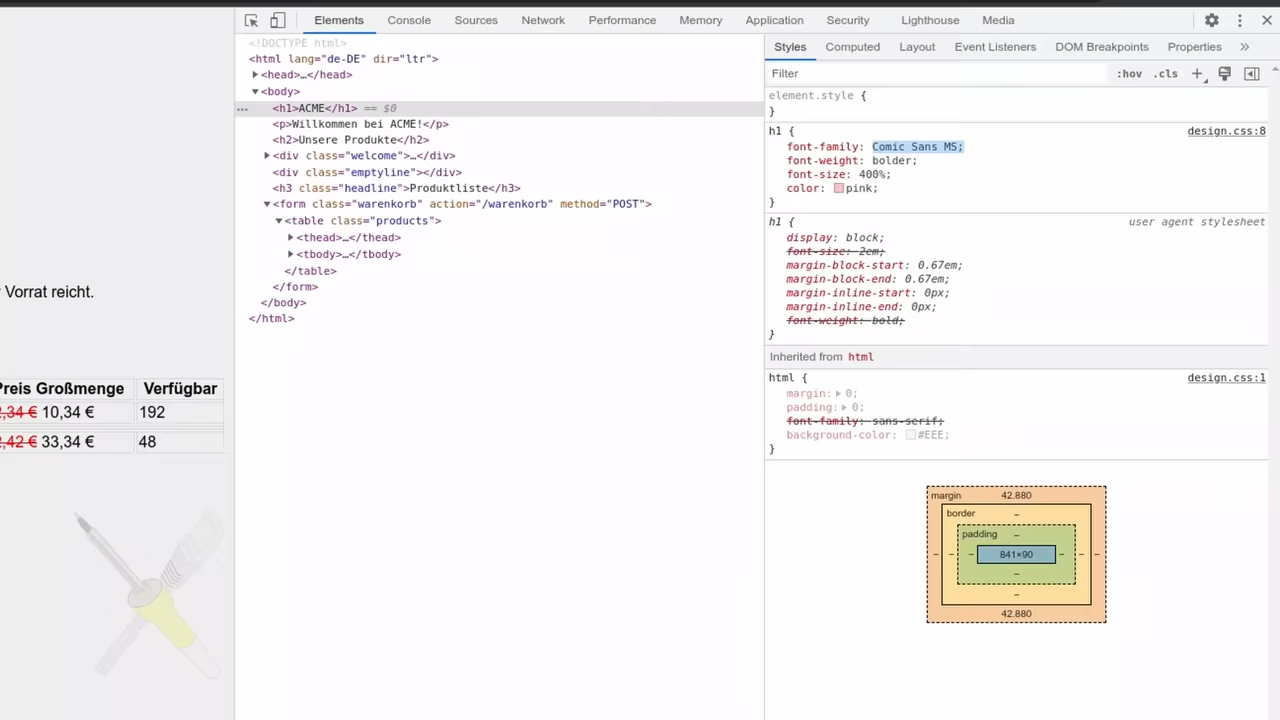 Elements Console Sources Network Performance Memory Application Security Lighthouse Media
<!DOCTYPE html>
<html lang="de-DE" dir="ltr">
<head>…</head>
<body>
<h1>ACME</h1> == $0
<p>Willkommen bei ACME!</p>
<h2>Unsere Produkte</h2>
<div class="welcome">…</div>
<div class="emptyline"></div>
<h3 class="headline">Produktliste</h3>
<form class="warenkorb" action="/warenkorb" method="POST">
<table class="products">
<thead>…</thead>
<tbody>…</tbody>
</table>
</form>
</body>
</html>
Vorrat reicht.
Preis Großmenge Verfügbar
2,34 € 10,34 € 192
2,42 € 33,34 € 48
Styles Computed Layout Event Listeners DOM Breakpoints Properties »
Filter :hov .cls +
element.style {
}
h1 { design.css:8
font-family: Comic Sans MS;
font-weight: bolder;
font-size: 400%;
color: pink;
}
h1 { user agent stylesheet
display: block;
font-size: 2em;
margin-block-start: 0.67em;
margin-block-end: 0.67em;
margin-inline-start: 0px;
margin-inline-end: 0px;
font-weight: bold;
}
Inherited from html
html { design.css:1
margin: 0;
padding: 0;
font-family: sans-serif;
background-color: #EEE;
}
margin 42.880
border –
padding –
– – – 841×90 – – –
–
–
42.880